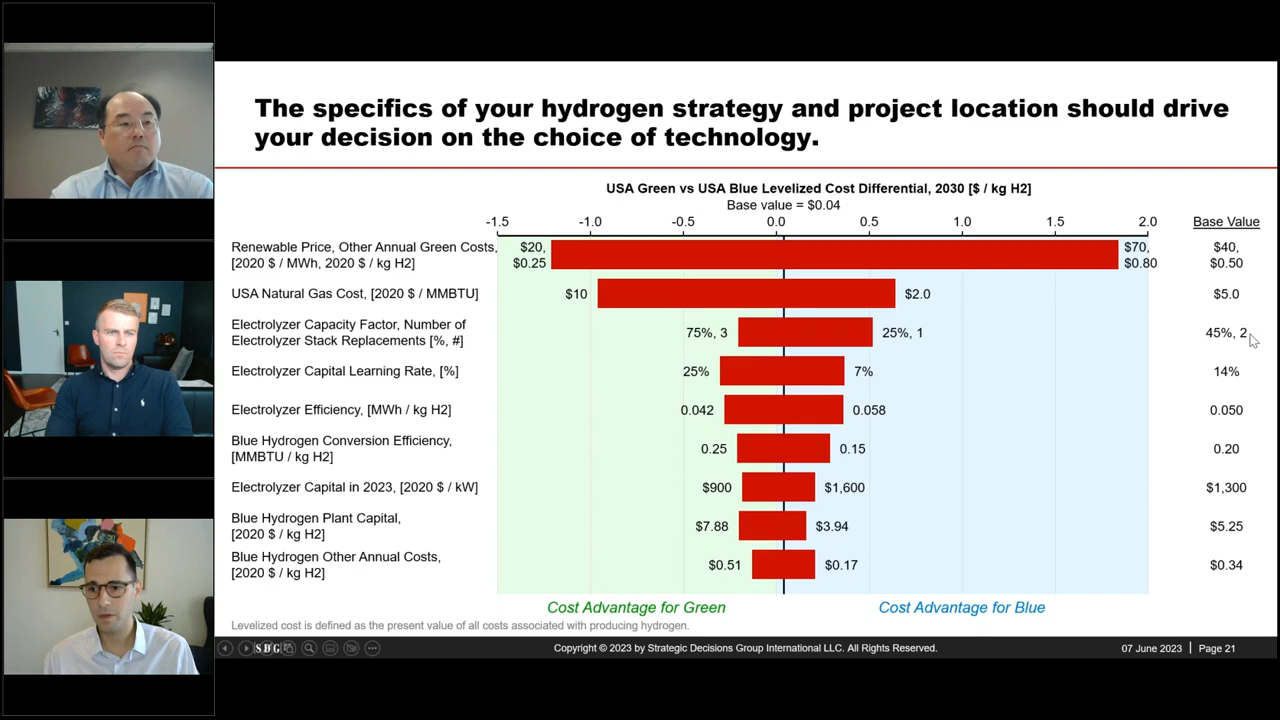 The specifics of your hydrogen strategy and project location should drive
your decision on the choice of technology.
USA Green vs USA Blue Levelized Cost Differential, 2030 [$ / kg H2]
Base value = $0.04
-1.5 -1.0 -0.5 0.0 0.5 1.0 1.5 2.0 Base Value
Renewable Price, Other Annual Green Costs, $20, $70, $40,
[2020 $ / MWh, 2020 $ / kg H2] $0.25 $0.80 $0.50
USA Natural Gas Cost, [2020 $ / MMBTU] $10 $2.0 $5.0
Electrolyzer Capacity Factor, Number of
Electrolyzer Stack Replacements [%, #] 75%, 3 25%, 1 45%, 2
Electrolyzer Capital Learning Rate, [%] 25% 7% 14%
Electrolyzer Efficiency, [MWh / kg H2] 0.042 0.058 0.050
Blue Hydrogen Conversion Efficiency,
[MMBTU / kg H2] 0.25 0.15 0.20
Electrolyzer Capital in 2023, [2020 $ / kW] $900 $1,600 $1,300
Blue Hydrogen Plant Capital,
[2020 $ / kg H2] $7.88 $3.94 $5.25
Blue Hydrogen Other Annual Costs,
[2020 $ / kg H2] $0.51 $0.17 $0.34
Cost Advantage for Green Cost Advantage for Blue
Levelized cost is defined as the present value of all costs associated with producing hydrogen.
SDG Copyright © 2023 by Strategic Decisions Group International LLC. All Rights Reserved. 07 June 2023 | Page 21